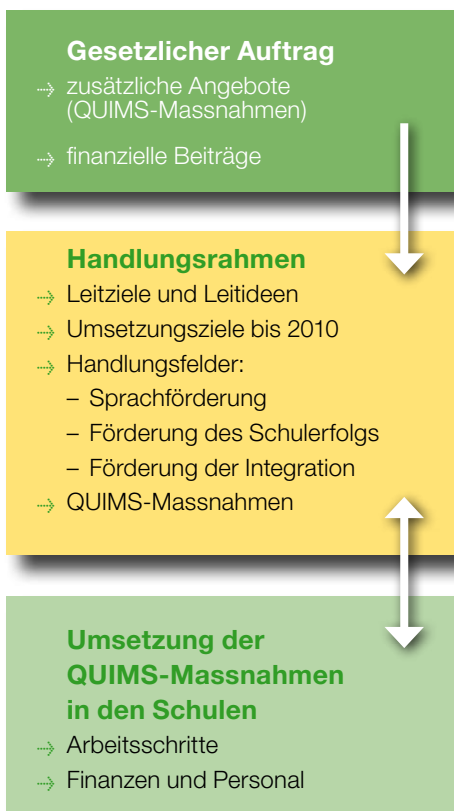 Gesetzlicher Auftrag
zusätzliche Angebote
(QUIMS-Massnahmen)
finanzielle Beiträge
Handlungsrahmen
Leitziele und Leitideen
Umsetzungsziele bis 2010
Handlungsfelder:
– Sprachförderung
– Förderung des Schulerfolgs
– Förderung der Integration
QUIMS-Massnahmen
Umsetzung der
QUIMS-Massnahmen
in den Schulen
Arbeitsschritte
Finanzen und Personal